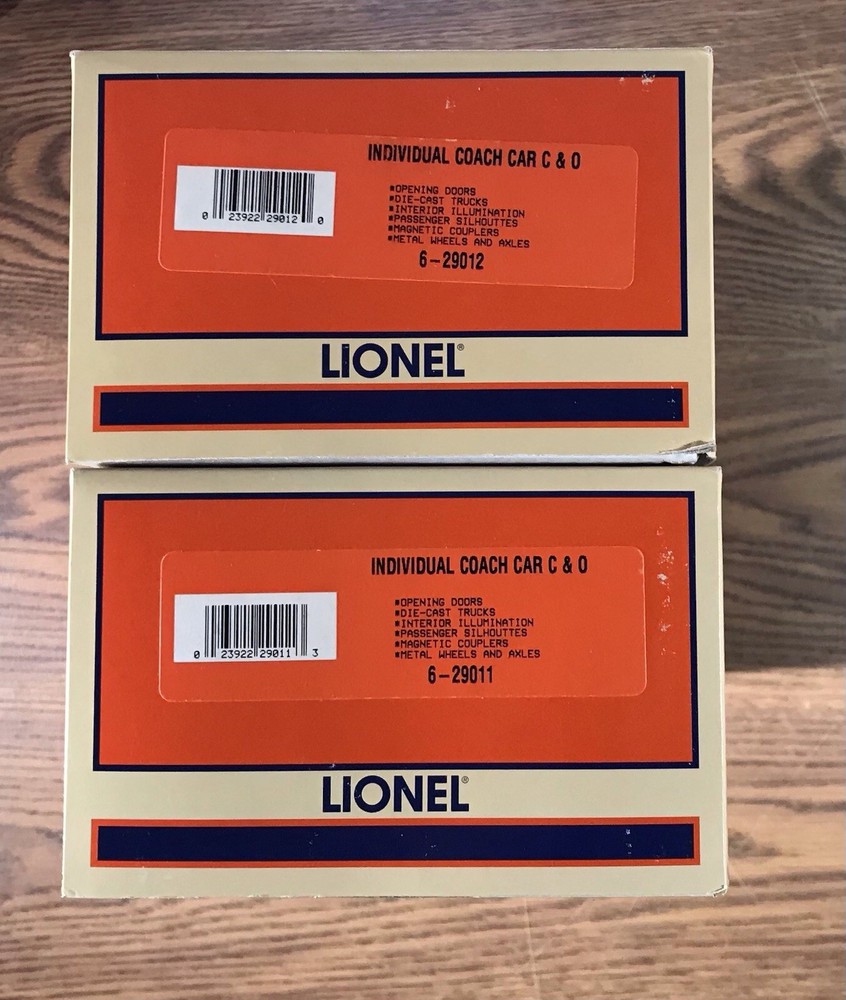 INDIVIDUAL COACH CAR C & O
■OPENING DOORS
■DIE-CAST TRUCKS
■INTERIOR ILLUMINATION
■PASSENGER SILHOUTTES
■MAGNETIC COUPLERS
■METAL WHEELS AND AXLES
6-29012
0 23922 29012 0
LIONEL®
INDIVIDUAL COACH CAR C & O
■OPENING DOORS
■DIE-CAST TRUCKS
■INTERIOR ILLUMINATION
■PASSENGER SILHOUTTES
■MAGNETIC COUPLERS
■METAL WHEELS AND AXLES
6-29011
0 23922 29011 3
LIONEL®